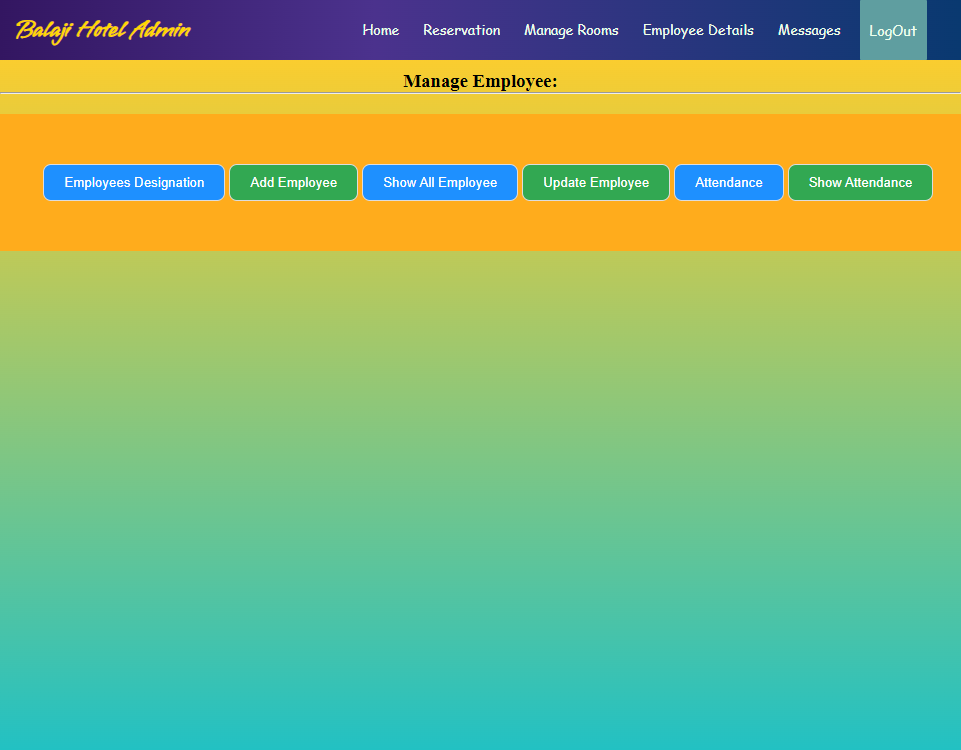 Balaji Hotel Admin Home Reservation Manage Rooms Employee Details Messages LogOut
Manage Employee:
Employees Designation Add Employee Show All Employee Update Employee Attendance Show Attendance